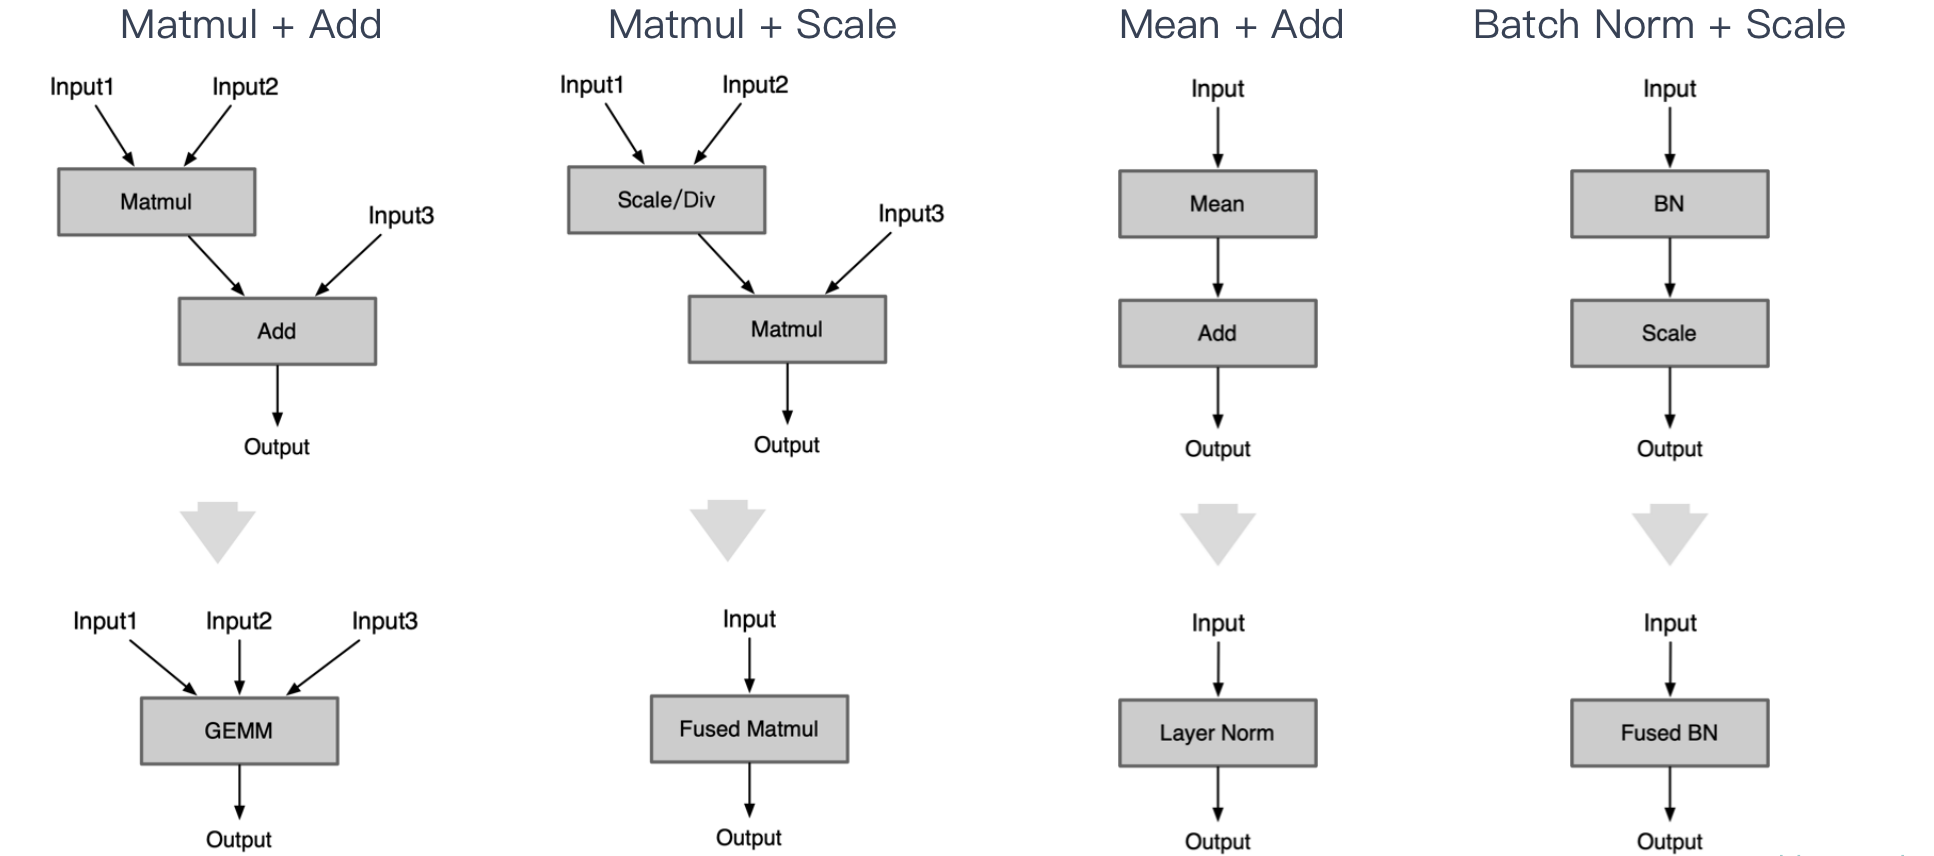 Matmul + Add
Input1
Input2
Matmul
Input3
Add
Output
Input1
Input2
Input3
GEMM
Output
Matmul + Scale
Input1
Input2
Scale/Div
Input3
Matmul
Output
Input
Fused Matmul
Output
Mean + Add
Input
Mean
Add
Output
Input
Layer Norm
Output
Batch Norm + Scale
Input
BN
Scale
Output
Input
Fused BN
Output